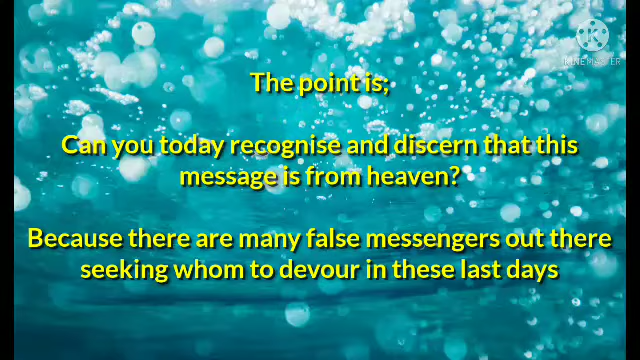 KINEMASTER
The point is;
Can you today recognise and discern that this
message is from heaven?
Because there are many false messengers out there
seeking whom to devour in these last days